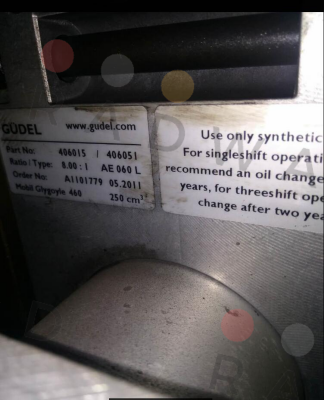 GÜDEL www.gudel.com
Part No: 406015 / 406051
Ratio / Type: 8.00 : 1 AE 060 L
Order No: A1101779 05.2011
Mobil Glygoyle 460 250 cm³
Use only synthetic
For singleshift operati
recommend an oil change
years, for threeshift ope
change after two yea